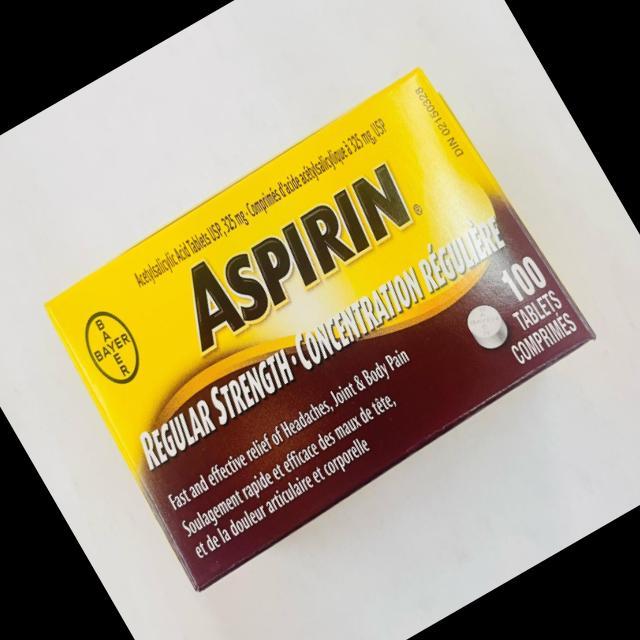 DIN 02150328
Acetylsalicylic Acid Tablets USP, 325 mg · Comprimés d'acide acétylsalicylique à 325 mg, USP
ASPIRIN®
BAYER
BAYER
REGULAR STRENGTH · CONCENTRATION RÉGULIÈRE
100
TABLETS
COMPRIMÉS
Fast and effective relief of Headaches, Joint & Body Pain
Soulagement rapide et efficace des maux de tête,
et de la douleur articulaire et corporelle